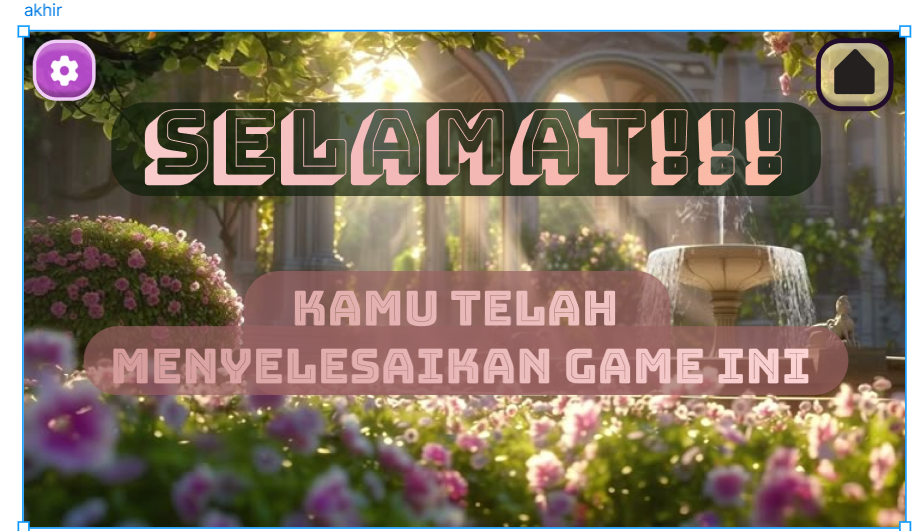 akhir
SELAMAT!!!
KAMU TELAH
MENYELESAIKAN GAME INI